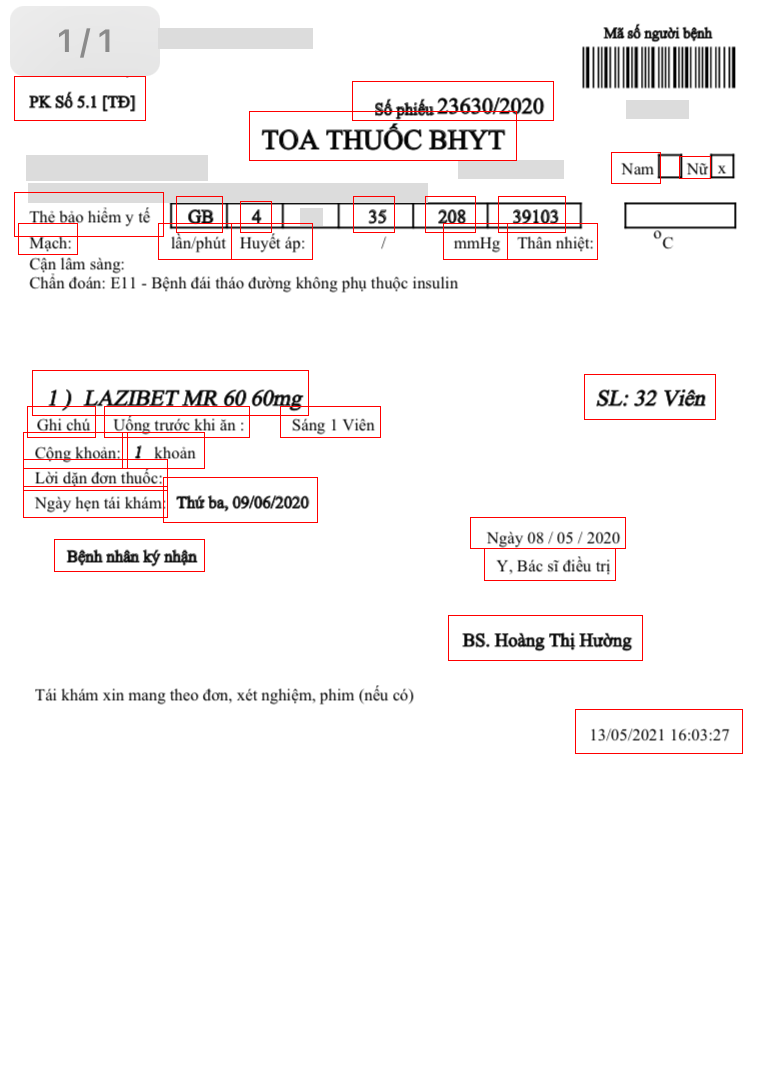 1/1
Mã số người bệnh
PK Số 5.1 [TĐ]
Số phiếu 23630/2020
TOA THUỐC BHYT
Nam Nữ x
Thẻ bảo hiểm y tế GB 4 35 208 39103
Mạch: lần/phút Huyết áp: / mmHg Thân nhiệt: °C
Cận lâm sàng:
Chẩn đoán: E11 - Bệnh đái tháo đường không phụ thuộc insulin
1 ) LAZIBET MR 60 60mg SL: 32 Viên
Ghi chú Uống trước khi ăn : Sáng 1 Viên
Cộng khoản: 1 khoản
Lời dặn đơn thuốc:
Ngày hẹn tái khám: Thứ ba, 09/06/2020
Ngày 08 / 05 / 2020
Bệnh nhân ký nhận
Y, Bác sĩ điều trị
BS. Hoàng Thị Hường
Tái khám xin mang theo đơn, xét nghiệm, phim (nếu có)
13/05/2021 16:03:27